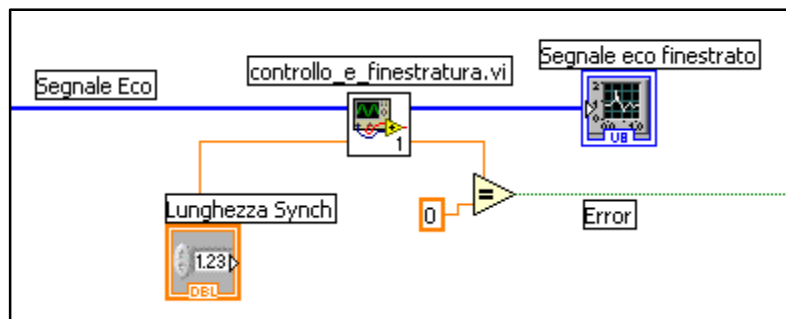 Segnale eco finestrato
controllo_e_finestratura.vi
Segnale Eco
1
U8
Lunghezza Synch
0
=
Error
1.23
DBL